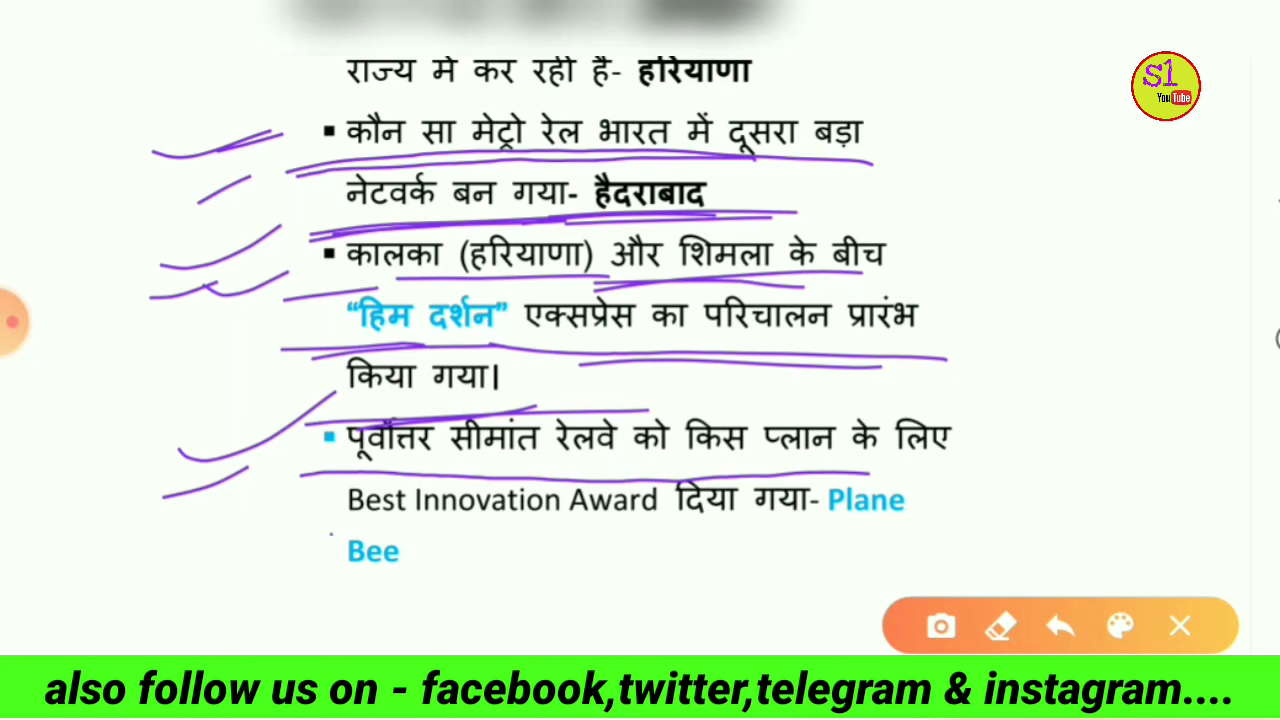 राज्य में कर रही है- हरियाणा
S1
You Tube
▪ कौन सा मेट्रो रेल भारत में दूसरा बड़ा
नेटवर्क बन गया- हैदराबाद
▪ कालका (हरियाणा) और शिमला के बीच
“हिम दर्शन” एक्सप्रेस का परिचालन प्रारंभ
किया गया।
▪ पूर्वोत्तर सीमांत रेलवे को किस प्लान के लिए
Best Innovation Award दिया गया- Plane
Bee
also follow us on - facebook,twitter,telegram & instagram....